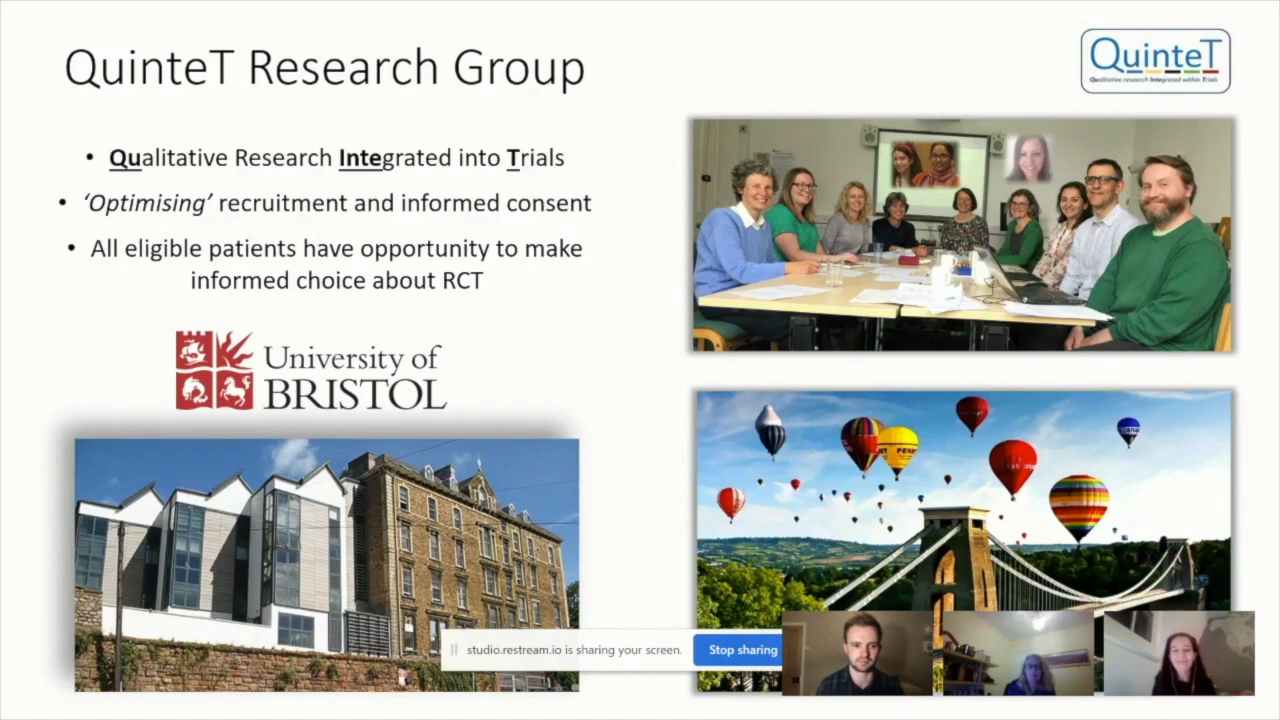 QuinteT Research Group
QuinteT
Qualitative research Integrated within Trials
• Qualitative Research Integrated into Trials
• ‘Optimising’ recruitment and informed consent
• All eligible patients have opportunity to make
informed choice about RCT
University of
BRISTOL
PENNY
studio.restream.io is sharing your screen.
Stop sharing